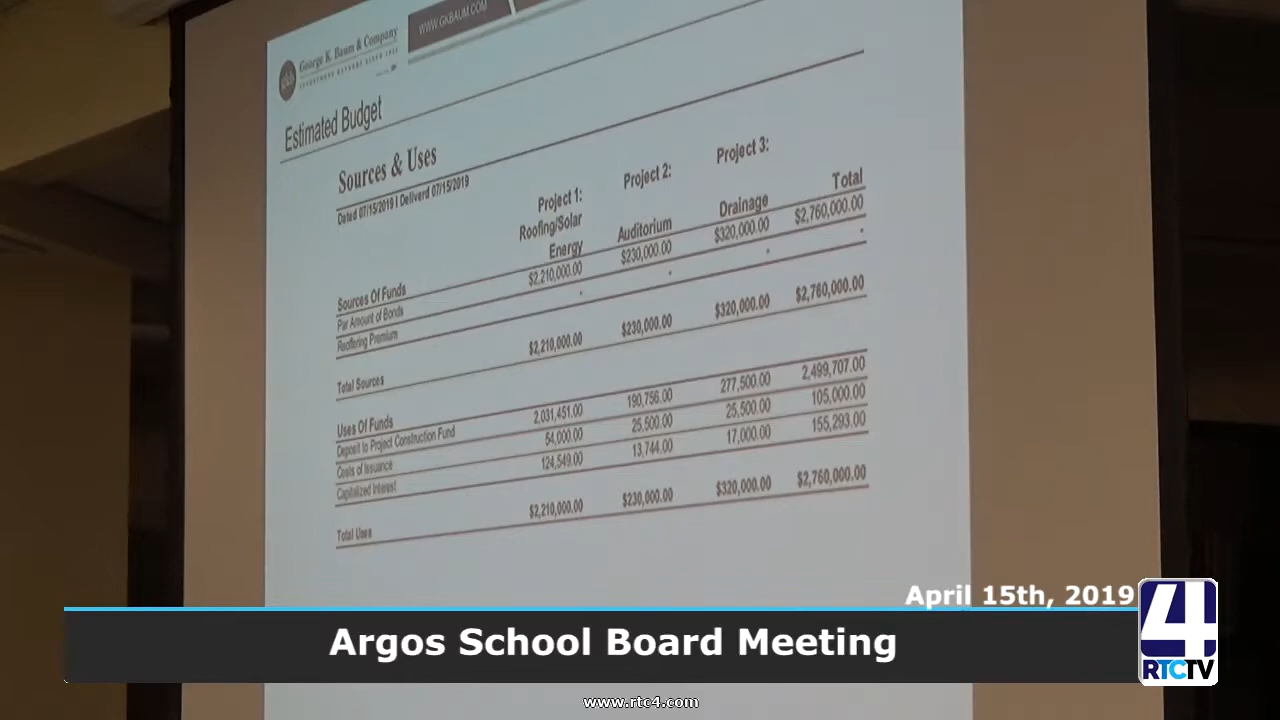 George K. Baum & Company
WWW.GKBAUM.COM
Estimated Budget
Sources & Uses
Dated 07/15/2019 | Deliverd 07/15/2019
Project 1: Project 2: Project 3:
Roofing/Solar
Energy Auditorium Drainage Total
Sources Of Funds
Par Amount of Bonds $2,210,000.00 $230,000.00 $320,000.00 $2,760,000.00
Reoffering Premium - - - -
Total Sources $2,210,000.00 $230,000.00 $320,000.00 $2,760,000.00
Uses Of Funds
Deposit to Project Construction Fund 2,031,451.00 190,756.00 277,500.00 2,499,707.00
Costs of Issuance 54,000.00 25,500.00 25,500.00 105,000.00
Capitalized Interest 124,549.00 13,744.00 17,000.00 155,293.00
Total Uses $2,210,000.00 $230,000.00 $320,000.00 $2,760,000.00
April 15th, 2019
Argos School Board Meeting
4
RTCTV
www.rtc4.com